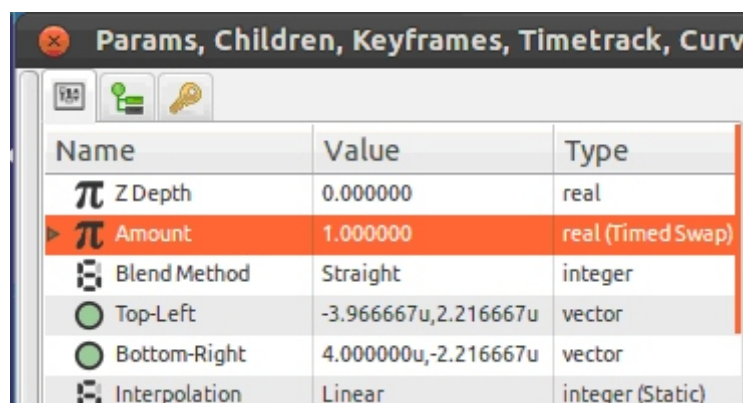 Params, Children, Keyframes, Timetrack, Curv
Name Value Type
Z Depth 0.000000 real
Amount 1.000000 real (Timed Swap)
Blend Method Straight integer
Top-Left -3.966667u,2.216667u vector
Bottom-Right 4.000000u,-2.216667u vector
Interpolation Linear integer (Static)